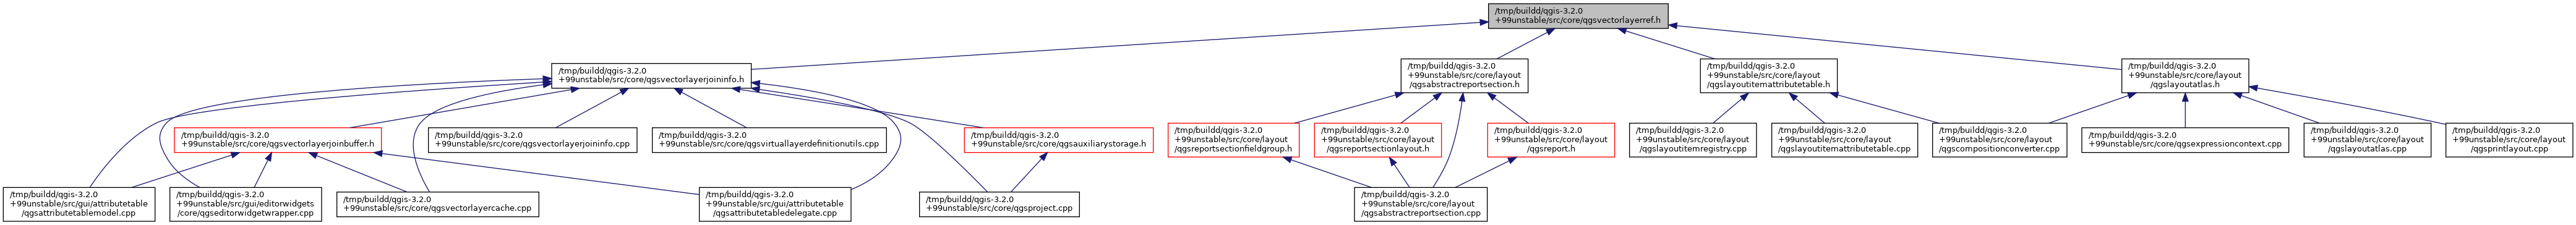 /tmp/buildd/qgis-3.2.0
+99unstable/src/core/qgsvectorlayerref.h
/tmp/buildd/qgis-3.2.0
+99unstable/src/core/qgsvectorlayerjoininfo.h
/tmp/buildd/qgis-3.2.0
+99unstable/src/core/layout
/qgsabstractreportsection.h
/tmp/buildd/qgis-3.2.0
+99unstable/src/core/layout
/qgslayoutitemattributetable.h
/tmp/buildd/qgis-3.2.0
+99unstable/src/core/layout
/qgslayoutatlas.h
/tmp/buildd/qgis-3.2.0
+99unstable/src/core/qgsvectorlayerjoinbuffer.h
/tmp/buildd/qgis-3.2.0
+99unstable/src/core/qgsvectorlayerjoininfo.cpp
/tmp/buildd/qgis-3.2.0
+99unstable/src/core/qgsvirtuallayerdefinitionutils.cpp
/tmp/buildd/qgis-3.2.0
+99unstable/src/core/qgsauxiliarystorage.h
/tmp/buildd/qgis-3.2.0
+99unstable/src/core/layout
/qgsreportsectionfieldgroup.h
/tmp/buildd/qgis-3.2.0
+99unstable/src/core/layout
/qgsreportsectionlayout.h
/tmp/buildd/qgis-3.2.0
+99unstable/src/core/layout
/qgsreport.h
/tmp/buildd/qgis-3.2.0
+99unstable/src/core/layout
/qgslayoutitemregistry.cpp
/tmp/buildd/qgis-3.2.0
+99unstable/src/core/layout
/qgslayoutitemattributetable.cpp
/tmp/buildd/qgis-3.2.0
+99unstable/src/core/layout
/qgscompositionconverter.cpp
/tmp/buildd/qgis-3.2.0
+99unstable/src/core/qgsexpressioncontext.cpp
/tmp/buildd/qgis-3.2.0
+99unstable/src/core/layout
/qgslayoutatlas.cpp
/tmp/buildd/qgis-3.2.0
+99unstable/src/core/layout
/qgsprintlayout.cpp
/tmp/buildd/qgis-3.2.0
+99unstable/src/gui/attributetable
/qgsattributetablemodel.cpp
/tmp/buildd/qgis-3.2.0
+99unstable/src/gui/editorwidgets
/core/qgseditorwidgetwrapper.cpp
/tmp/buildd/qgis-3.2.0
+99unstable/src/core/qgsvectorlayercache.cpp
/tmp/buildd/qgis-3.2.0
+99unstable/src/gui/attributetable
/qgsattributetabledelegate.cpp
/tmp/buildd/qgis-3.2.0
+99unstable/src/core/qgsproject.cpp
/tmp/buildd/qgis-3.2.0
+99unstable/src/core/layout
/qgsabstractreportsection.cpp